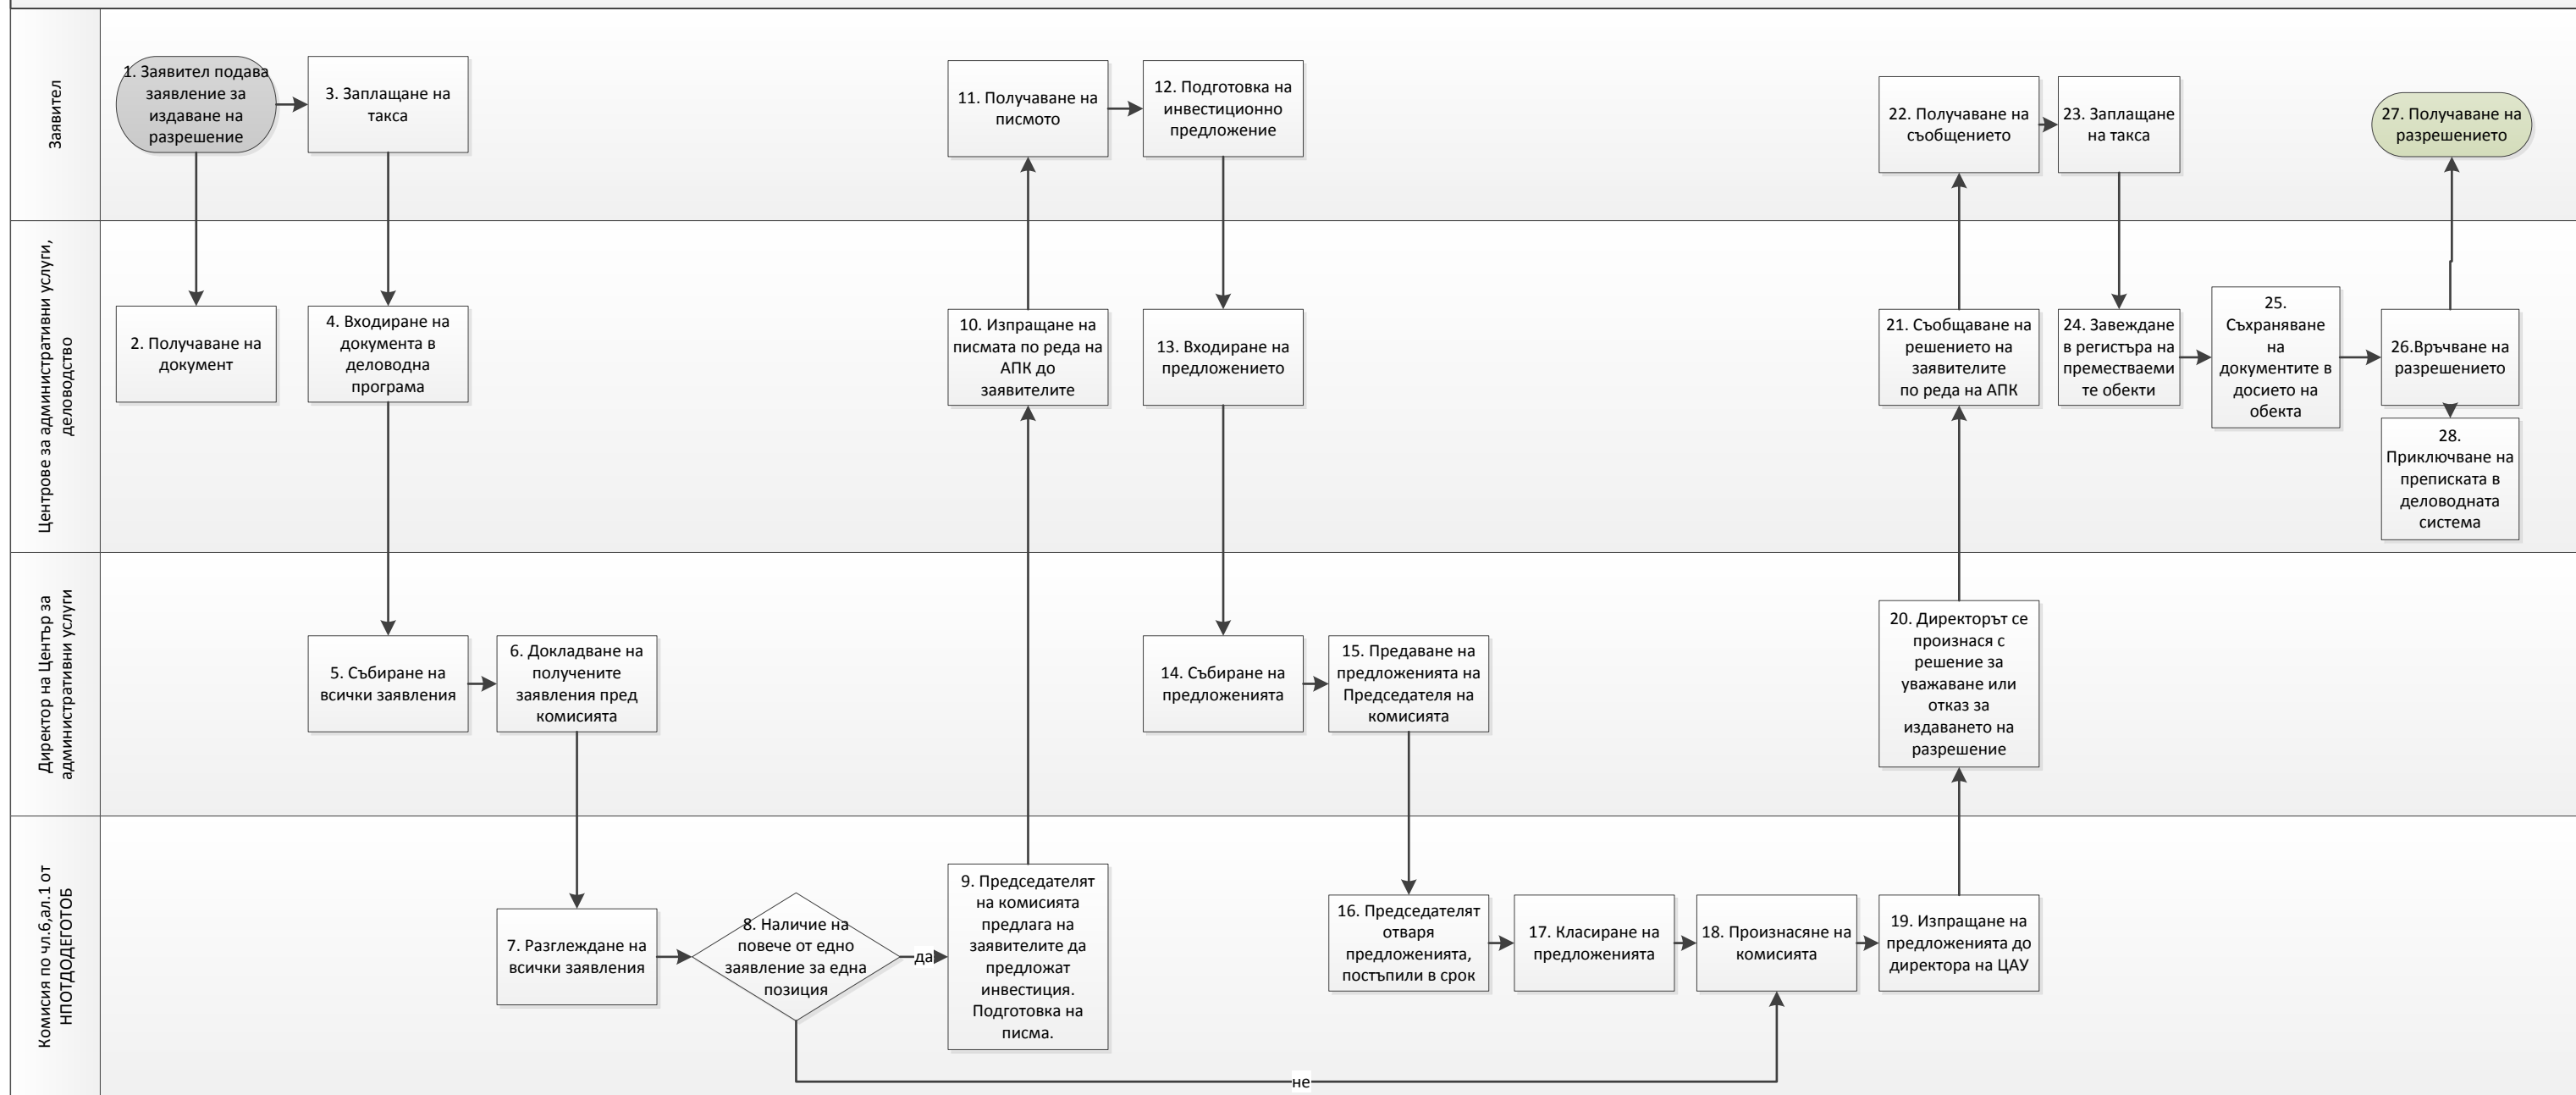 Заявител
1. Заявител подава
заявление за
издаване на
разрешение
3. Заплащане на
такса
11. Получаване на
писмото
12. Подготовка на
инвестиционно
предложение
22. Получаване на
съобщението
23. Заплащане
на такса
27. Получаване на
разрешението
Центрове за административни услуги,
деловодство
2. Получаване на
документ
4. Входиране на
документа в
деловодна
програма
10. Изпращане на
писмата по реда на
АПК до
заявителите
13. Входиране на
предложението
21. Съобщаване на
решението на
заявителите
по реда на АПК
24. Завеждане
в регистъра на
преместваеми
те обекти
25.
Съхраняване
на
документите в
досието на
обекта
26.Връчване на
разрешението
28.
Приключване на
преписката в
деловодната
система
Директор на Център за
административни услуги
5. Събиране на
всички заявления
6. Докладване на
получените
заявления пред
комисията
14. Събиране на
предложенията
15. Предаване на
предложенията на
Председателя на
комисията
20. Директорът се
произнася с
решение за
уважаване или
отказ за
издаването на
разрешение
Комисия по чл.6,ал.1 от
НПОТДОДЕГОТОБ
7. Разглеждане на
всички заявления
8. Наличие на
повече от едно
заявление за една
позиция
да
9. Председателят
на комисията
предлага на
заявителите да
предложат
инвестиция.
Подготовка на
писма.
16. Председателят
отваря
предложенията,
постъпили в срок
17. Класиране на
предложенията
18. Произнасяне на
комисията
19. Изпращане на
предложенията до
директора на ЦАУ
не